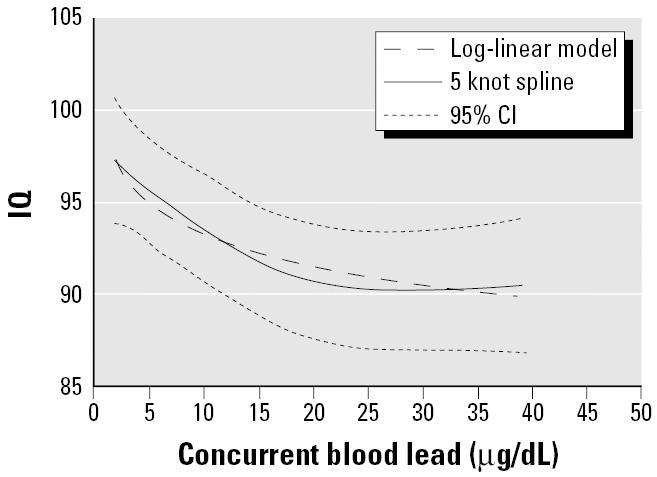 105
100
95
90
85
IQ
Log-linear model
5 knot spline
95% CI
0 5 10 15 20 25 30 35 40 45 50
Concurrent blood lead (μg/dL)